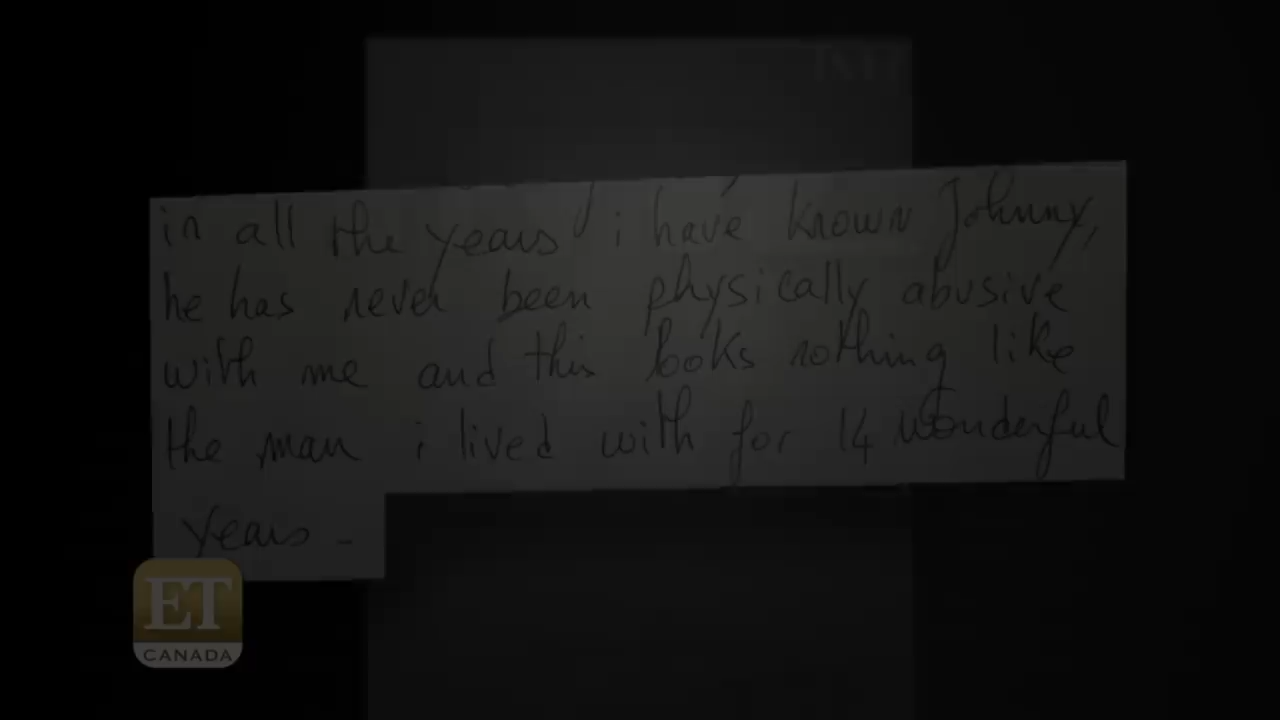 in all the years i have known Johnny,
he has never been physically abusive
with me and this looks nothing like
the man i lived with for 14 wonderful
years -
ET
CANADA